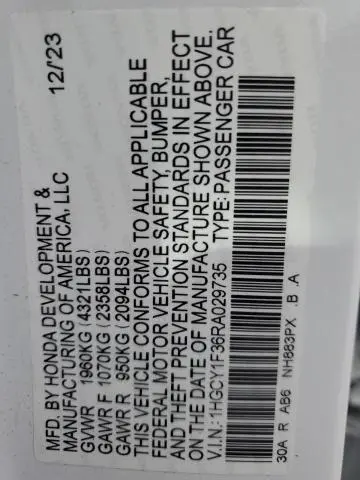 MFD. BY HONDA DEVELOPMENT & 12/'23
MANUFACTURING OF AMERICA, LLC
GVWR 1960KG (4321LBS)
GAWR F 1070KG (2358LBS)
GAWR R 950KG (2094LBS)
THIS VEHICLE CONFORMS TO ALL APPLICABLE
FEDERAL MOTOR VEHICLE SAFETY, BUMPER,
AND THEFT PREVENTION STANDARDS IN EFFECT
ON THE DATE OF MANUFACTURE SHOWN ABOVE.
V.I.N.: 1HGCY1F36RA029735 TYPE: PASSENGER CAR
30A R AB6 NH883PX .B .A